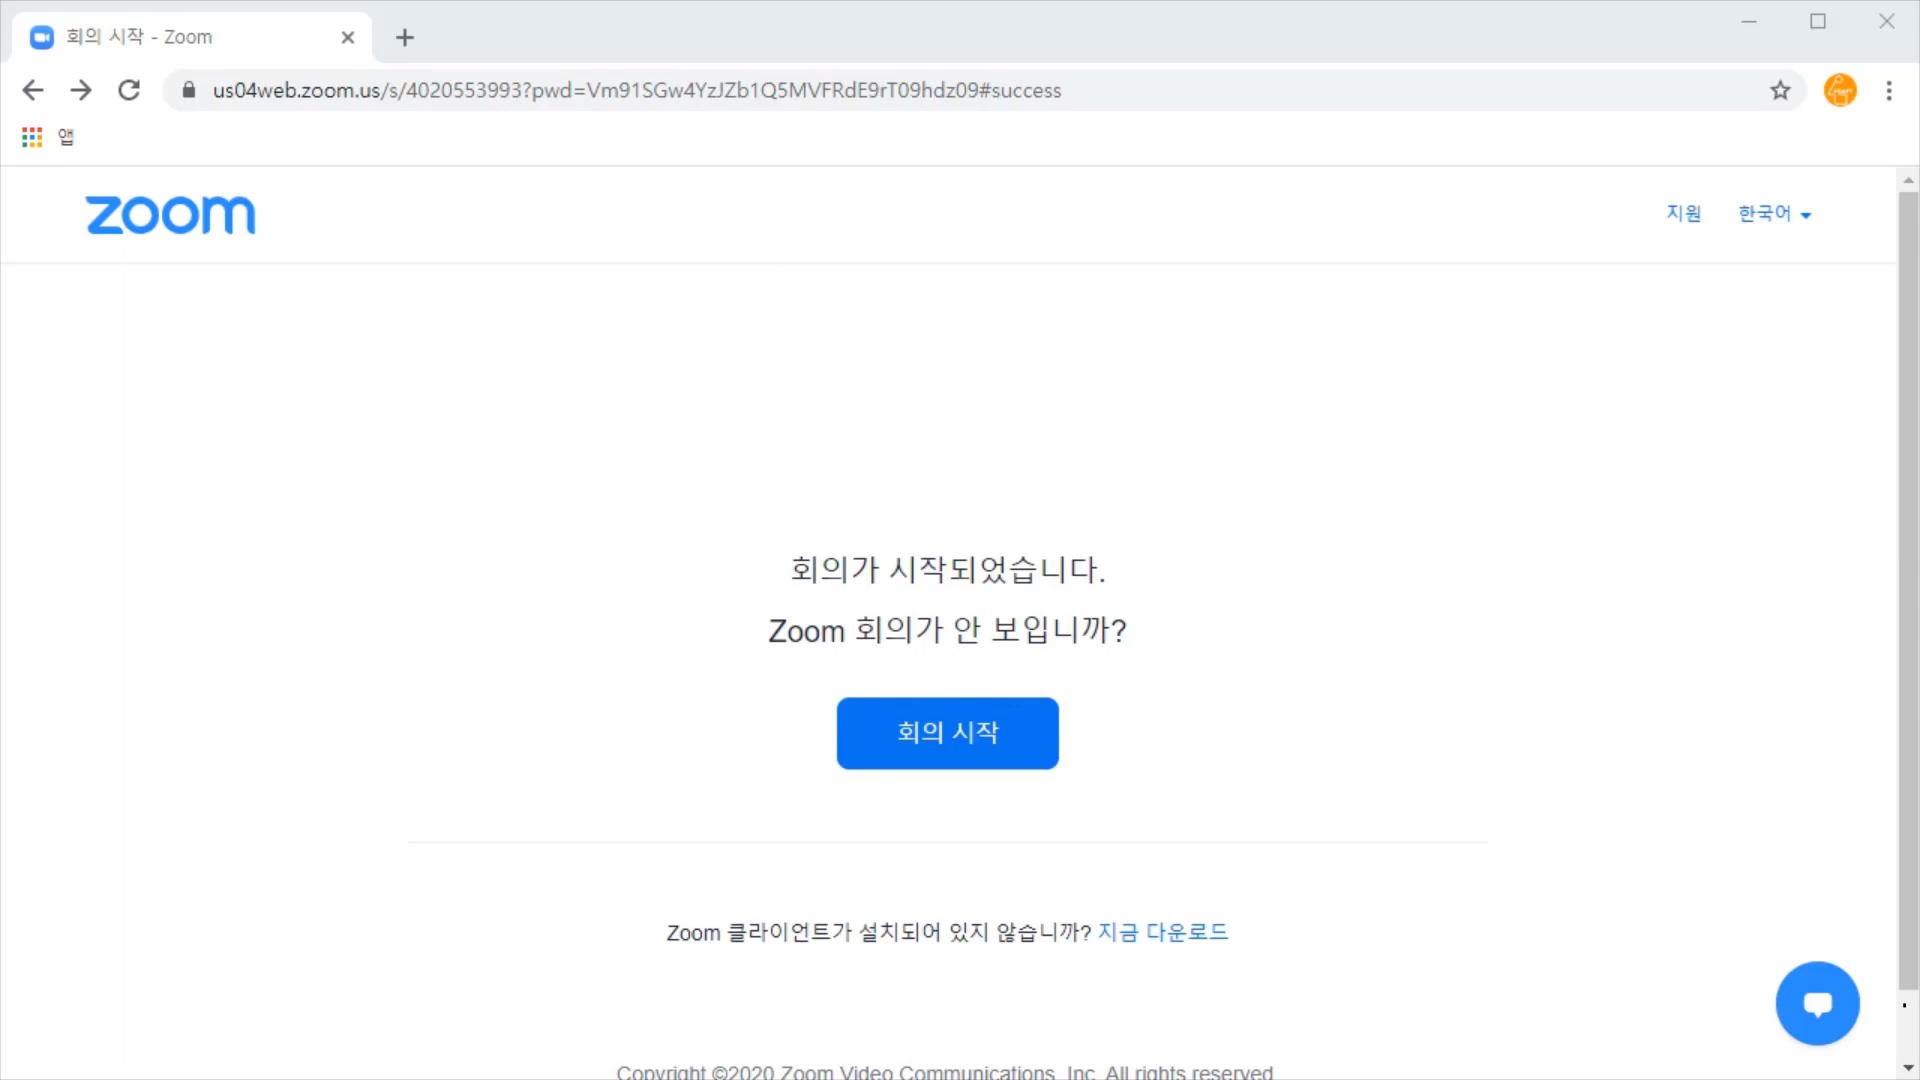 회의 시작 - Zoom
us04web.zoom.us/s/4020553993?pwd=Vm91SGw4YzJZb1Q5MVFRdE9rT09hdz09#success
앱
zoom
지원 한국어
회의가 시작되었습니다.
Zoom 회의가 안 보입니까?
회의 시작
Zoom 클라이언트가 설치되어 있지 않습니까? 지금 다운로드
Copyright ©2020 Zoom Video Communications, Inc. All rights reserved